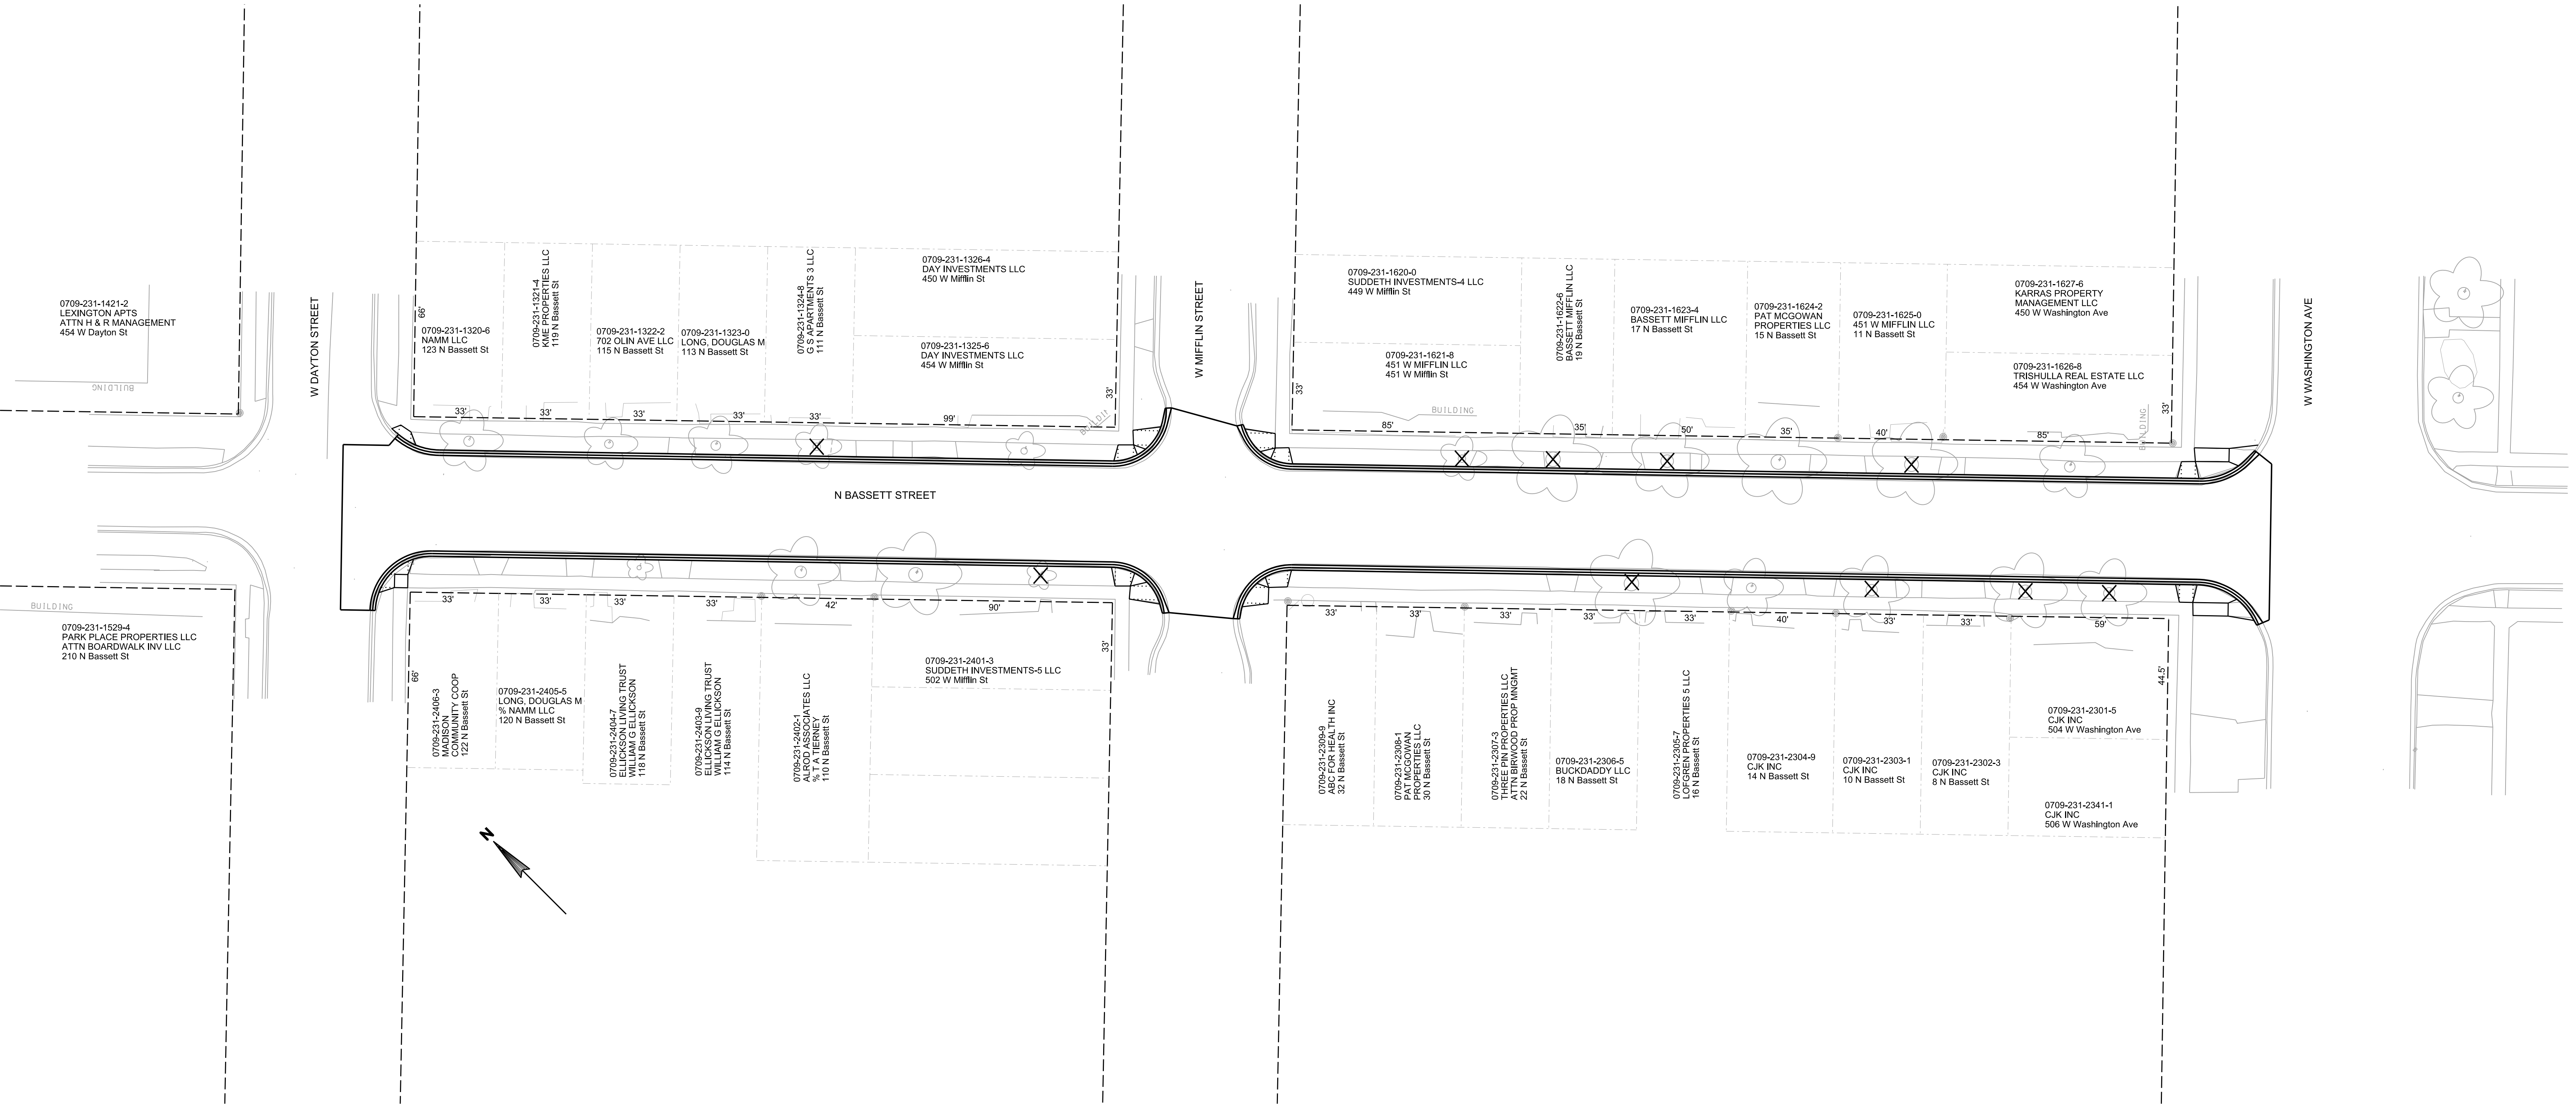 0709-231-1421-2
LEXINGTON APTS
ATTN H & R MANAGEMENT
454 W Dayton St
BUILDING
W DAYTON STREET
66'
0709-231-1320-6
NAMM LLC
123 N Bassett St
0709-231-1321-4
KME PROPERTIES LLC
119 N Bassett St
0709-231-1322-2
702 OLIN AVE LLC
115 N Bassett St
0709-231-1323-0
LONG, DOUGLAS M
113 N Bassett St
0709-231-1324-8
G S APARTMENTS 3 LLC
111 N Bassett St
0709-231-1326-4
DAY INVESTMENTS LLC
450 W Mifflin St
0709-231-1325-6
DAY INVESTMENTS LLC
454 W Mifflin St
33'
33'
33'
33'
33'
33'
99'
W MIFFLIN STREET
0709-231-1620-0
SUDDETH INVESTMENTS-4 LLC
449 W Mifflin St
0709-231-1621-8
451 W MIFFLIN LLC
451 W Mifflin St
33'
BUILDING
0709-231-1622-6
BASSETT MIFFLIN LLC
19 N Bassett St
0709-231-1623-4
BASSETT MIFFLIN LLC
17 N Bassett St
0709-231-1624-2
PAT MCGOWAN
PROPERTIES LLC
15 N Bassett St
0709-231-1625-0
451 W MIFFLIN LLC
11 N Bassett St
0709-231-1627-6
KARRAS PROPERTY
MANAGEMENT LLC
450 W Washington Ave
0709-231-1626-8
TRISHULLA REAL ESTATE LLC
454 W Washington Ave
33'
BUILDING
85'
35'
50'
35'
40'
85'
W WASHINGTON AVE
N BASSETT STREET
BUILDING
0709-231-1529-4
PARK PLACE PROPERTIES LLC
ATTN BOARDWALK INV LLC
210 N Bassett St
33'
33'
33'
33'
42'
90'
33'
66'
0709-231-2406-3
MADISON
COMMUNITY COOP
122 N Bassett St
0709-231-2405-5
LONG, DOUGLAS M
% NAMM LLC
120 N Bassett St
0709-231-2404-7
ELLICKSON LIVING TRUST
WILLIAM G ELLICKSON
118 N Bassett St
0709-231-2403-9
ELLICKSON LIVING TRUST
WILLIAM G ELLICKSON
114 N Bassett St
0709-231-2402-1
ALROD ASSOCIATES LLC
% T A TIERNEY
110 N Bassett St
0709-231-2401-3
SUDDETH INVESTMENTS-5 LLC
502 W Mifflin St
33'
33'
33'
33'
33'
40'
33'
33'
59'
44.5'
0709-231-2309-9
ABC FOR HEALTH INC
32 N Bassett St
0709-231-2308-1
PAT MCGOWAN
PROPERTIES LLC
30 N Bassett St
0709-231-2307-3
THREE PIN PROPERTIES LLC
ATTN BIRWOOD PROP MNGMT
22 N Bassett St
0709-231-2306-5
BUCKDADDY LLC
18 N Bassett St
0709-231-2305-7
LOFGREN PROPERTIES 5 LLC
16 N Bassett St
0709-231-2304-9
CJK INC
14 N Bassett St
0709-231-2303-1
CJK INC
10 N Bassett St
0709-231-2302-3
CJK INC
8 N Bassett St
0709-231-2301-5
CJK INC
504 W Washington Ave
0709-231-2341-1
CJK INC
506 W Washington Ave
N